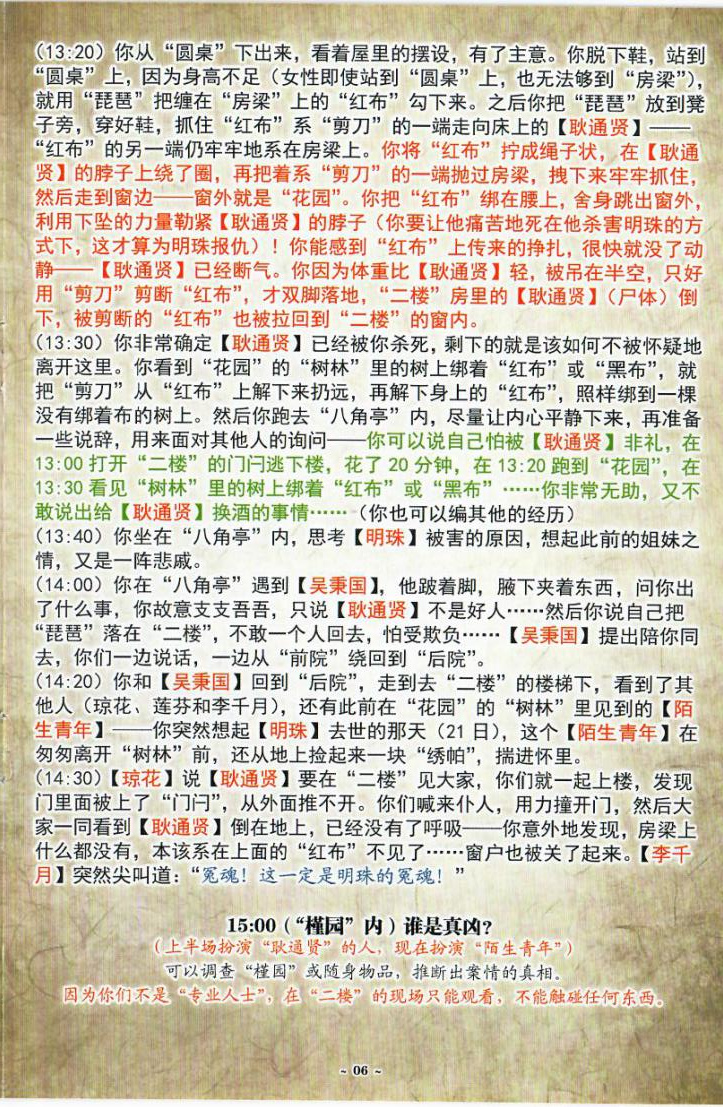 （13:20）你从“圆桌”下出来，看着屋里的摆设，有了主意。你脱下鞋，站到
“圆桌”上，因为身高不足（女性即使站到“圆桌”上，也无法够到“房梁”），
就用“琵琶”把缠在“房梁”上的“红布”勾下来。之后你把“琵琶”放到凳
子旁，穿好鞋，抓住“红布”系“剪刀”的一端走向床上的【耿通贤】——
“红布”的另一端仍牢牢地系在房梁上。你将“红布”拧成绳子状，在【耿通
贤】的脖子上绕了圈，再把着系“剪刀”的一端抛过房梁，拽下来牢牢抓住，
然后走到窗边——窗外就是“花园”。你把“红布”绑在腰上，舍身跳出窗外，
利用下坠的力量勒紧【耿通贤】的脖子（你要让他痛苦地死在他杀害明珠的方
式下，这才算为明珠报仇）！你能感到“红布”上传来的挣扎，很快就没了动
静——【耿通贤】已经断气。你因为体重比【耿通贤】轻，被吊在半空，只好
用“剪刀”剪断“红布”，才双脚落地，“二楼”房里的【耿通贤】（尸体）倒
下，被剪断的“红布”也被拉回到“二楼”的窗内。
（13:30）你非常确定【耿通贤】已经被你杀死，剩下的就是该如何不被怀疑地
离开这里。你看到“花园”的“树林”里的树上绑着“红布”或“黑布”，就
把“剪刀”从“红布”上解下来扔远，再解下身上的“红布”，照样绑到一棵
没有绑着布的树上。然后你跑去“八角亭”内，尽量让内心平静下来，再准备
一些说辞，用来面对其他人的询问——你可以说自己怕被【耿通贤】非礼，在
13:00 打开“二楼”的门闩逃下楼，花了 20 分钟，在 13:20 跑到“花园”，在
13:30 看见“树林”里的树上绑着“红布”或“黑布”……你非常无助，又不
敢说出给【耿通贤】换酒的事情……（你也可以编其他的经历）
（13:40）你坐在“八角亭”内，思考【明珠】被害的原因，想起此前的姐妹之
情，又是一阵悲戚。
（14:00）你在“八角亭”遇到【吴秉国】，他跛着脚，腋下夹着东西，问你出
了什么事，你故意支支吾吾，只说【耿通贤】不是好人……然后你说自己把
“琵琶”落在“二楼”，不敢一个人回去，怕受欺负……【吴秉国】提出陪你同
去，你们一边说话，一边从“前院”绕回到“后院”。
（14:20）你和【吴秉国】回到“后院”，走到去“二楼”的楼梯下，看到了其
他人（琼花、莲芬和李千月），还有此前在“花园”的“树林”里见到的【陌
生青年】——你突然想起【明珠】去世的那天（21 日），这个【陌生青年】在
匆匆离开“树林”前，还从地上捡起来一块“绣帕”，揣进怀里。
（14:30）【琼花】说【耿通贤】要在“二楼”见大家，你们就一起上楼，发现
门里面被上了“门闩”，从外面推不开。你们喊来仆人，用力撞开门，然后大
家一同看到【耿通贤】倒在地上，已经没有了呼吸——你意外地发现，房梁上
什么都没有，本该系在上面的“红布”不见了……窗户也被关了起来。【李千
月】突然尖叫道：“冤魂！这一定是明珠的冤魂！”
15:00（“槿园”内）谁是真凶？
（上半场扮演“耿通贤”的人，现在扮演“陌生青年”）
可以调查“槿园”或随身物品，推断出案情的真相。
因为你们不是“专业人士”，在“二楼”的现场只能观看，不能触碰任何东西。
~ 06 ~